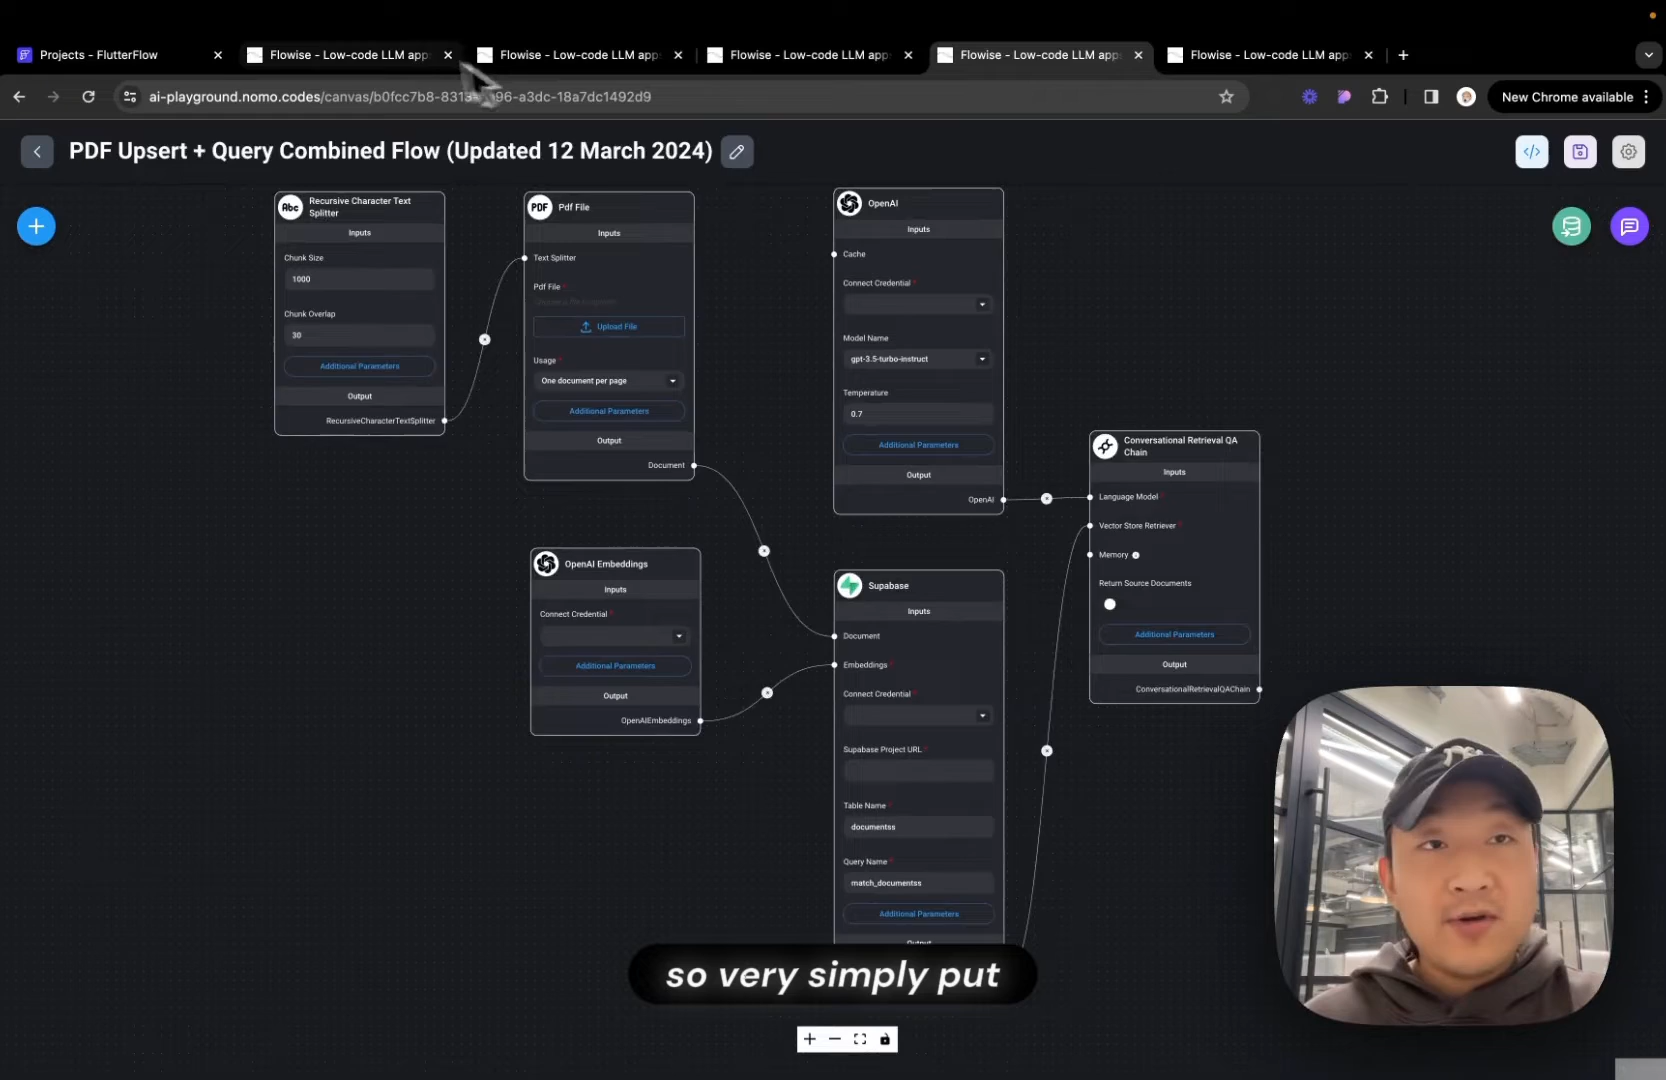 Projects - FlutterFlow
Flowise - Low-code LLM app
Flowise - Low-code LLM apps
Flowise - Low-code LLM apps
Flowise - Low-code LLM apps
Flowise - Low-code LLM apps
ai-playground.nomo.codes/canvas/b0fcc7b8-831
96-a3dc-18a7dc1492d9
New Chrome available
PDF Upsert + Query Combined Flow (Updated 12 March 2024)
Abc
Recursive Character Text
Splitter
Inputs
Chunk Size
1000
Chunk Overlap
30
Additional Parameters
Output
RecursiveCharacterTextSplitter
PDF
Pdf File
Inputs
Text Splitter
Pdf File *
Upload File
Usage *
One document per page
Additional Parameters
Output
Document
OpenAI Embeddings
Inputs
Connect Credential *
Additional Parameters
Output
OpenAIEmbeddings
OpenAI
Inputs
Cache
Connect Credential *
Model Name
gpt-3.5-turbo-instruct
Temperature
0.7
Additional Parameters
Output
OpenAI
Supabase
Inputs
Document
Embeddings *
Connect Credential *
Supabase Project URL *
Table Name *
documentss
Query Name *
match_documentss
Additional Parameters
Output
Conversational Retrieval QA
Chain
Inputs
Language Model *
Vector Store Retriever *
Memory
Return Source Documents
Additional Parameters
Output
ConversationalRetrievalQAChain
so very simply put